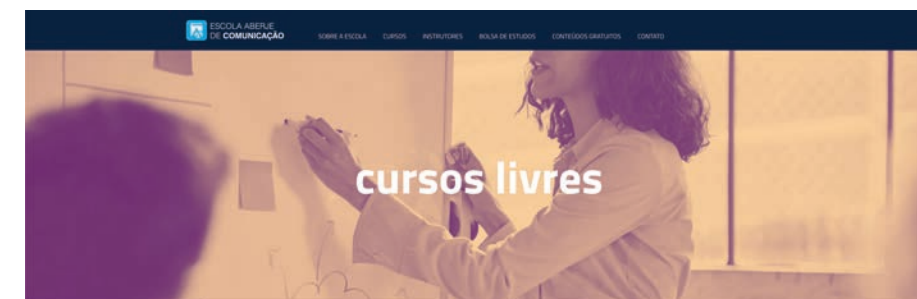 ESCOLA ABERJE
DE COMUNICAÇÃO
SOBRE A ESCOLA CURSOS INSTRUTORES BOLSA DE ESTUDOS CONTEÚDOS GRATUITOS CONTATO
cursos livres